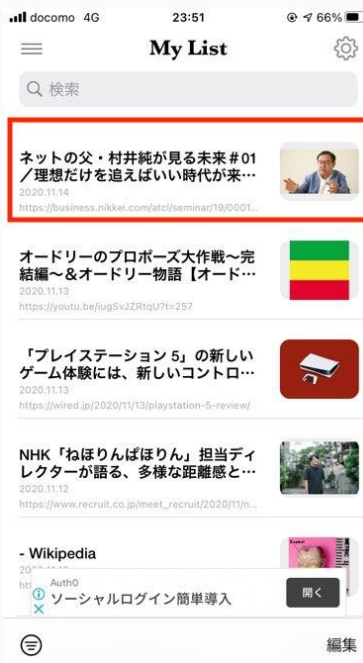 docomo 4G 23:51 66%
My List
検索
ネットの父・村井純が見る未来＃01
／理想だけを追えばいい時代が来…
2020.11.14
https://business.nikkei.com/atcl/seminar/19/0001...
オードリーのプロポーズ大作戦〜完
結編〜＆オードリー物語【オード…
2020.11.13
https://youtu.be/iugSvJZRtqU?t=257
「プレイステーション 5」の新しい
ゲーム体験には、新しいコントロ…
2020.11.13
https://wired.jp/2020/11/13/playstation-5-review/
NHK「ねほりんぱほりん」担当ディ
レクターが語る、多様な距離感と…
2020.11.12
https://www.recruit.co.jp/meet_recruit/2020/11/n...
- Wikipedia
Auth0
ソーシャルログイン簡単導入
開く
編集